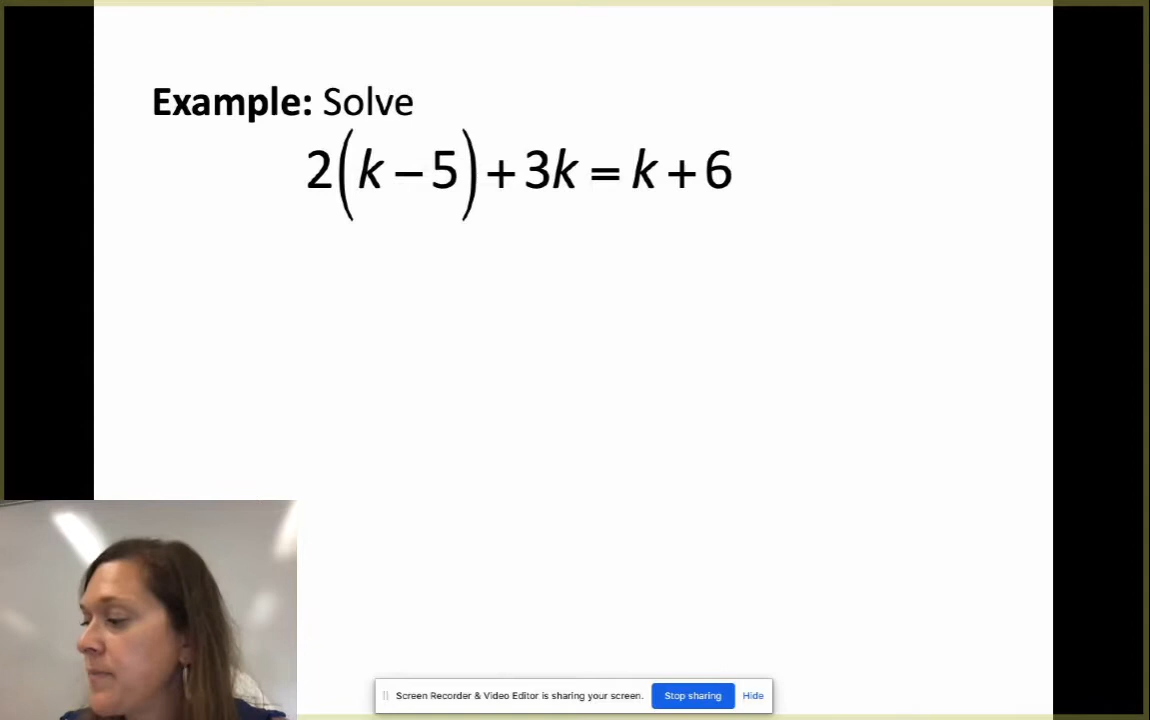 Example: Solve
2(k−5)+3k=k+6
Screen Recorder & Video Editor is sharing your screen. Stop sharing Hide